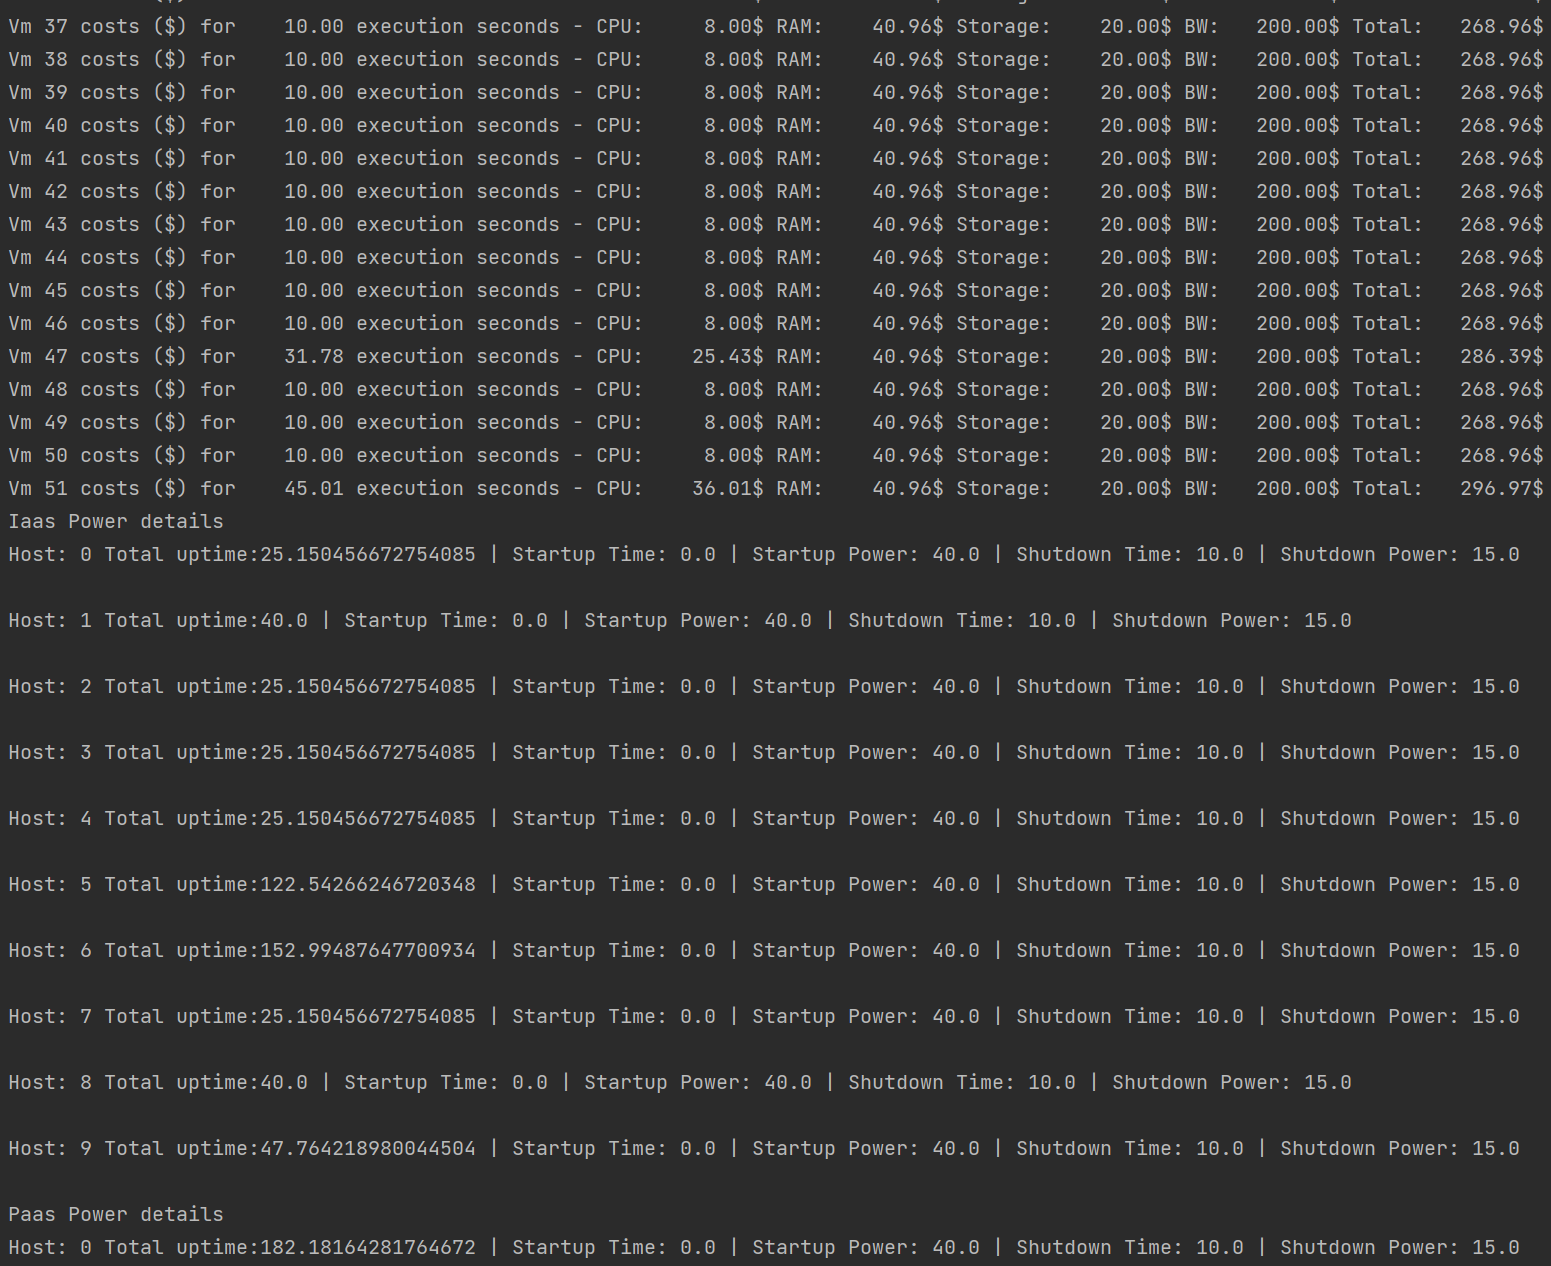 Vm 37 costs ($) for    10.00 execution seconds - CPU:     8.00$ RAM:    40.96$ Storage:    20.00$ BW:   200.00$ Total:   268.96$
Vm 38 costs ($) for    10.00 execution seconds - CPU:     8.00$ RAM:    40.96$ Storage:    20.00$ BW:   200.00$ Total:   268.96$
Vm 39 costs ($) for    10.00 execution seconds - CPU:     8.00$ RAM:    40.96$ Storage:    20.00$ BW:   200.00$ Total:   268.96$
Vm 40 costs ($) for    10.00 execution seconds - CPU:     8.00$ RAM:    40.96$ Storage:    20.00$ BW:   200.00$ Total:   268.96$
Vm 41 costs ($) for    10.00 execution seconds - CPU:     8.00$ RAM:    40.96$ Storage:    20.00$ BW:   200.00$ Total:   268.96$
Vm 42 costs ($) for    10.00 execution seconds - CPU:     8.00$ RAM:    40.96$ Storage:    20.00$ BW:   200.00$ Total:   268.96$
Vm 43 costs ($) for    10.00 execution seconds - CPU:     8.00$ RAM:    40.96$ Storage:    20.00$ BW:   200.00$ Total:   268.96$
Vm 44 costs ($) for    10.00 execution seconds - CPU:     8.00$ RAM:    40.96$ Storage:    20.00$ BW:   200.00$ Total:   268.96$
Vm 45 costs ($) for    10.00 execution seconds - CPU:     8.00$ RAM:    40.96$ Storage:    20.00$ BW:   200.00$ Total:   268.96$
Vm 46 costs ($) for    10.00 execution seconds - CPU:     8.00$ RAM:    40.96$ Storage:    20.00$ BW:   200.00$ Total:   268.96$
Vm 47 costs ($) for    31.78 execution seconds - CPU:    25.43$ RAM:    40.96$ Storage:    20.00$ BW:   200.00$ Total:   286.39$
Vm 48 costs ($) for    10.00 execution seconds - CPU:     8.00$ RAM:    40.96$ Storage:    20.00$ BW:   200.00$ Total:   268.96$
Vm 49 costs ($) for    10.00 execution seconds - CPU:     8.00$ RAM:    40.96$ Storage:    20.00$ BW:   200.00$ Total:   268.96$
Vm 50 costs ($) for    10.00 execution seconds - CPU:     8.00$ RAM:    40.96$ Storage:    20.00$ BW:   200.00$ Total:   268.96$
Vm 51 costs ($) for    45.01 execution seconds - CPU:    36.01$ RAM:    40.96$ Storage:    20.00$ BW:   200.00$ Total:   296.97$
Iaas Power details
Host: 0 Total uptime:25.150456672754085 | Startup Time: 0.0 | Startup Power: 40.0 | Shutdown Time: 10.0 | Shutdown Power: 15.0
Host: 1 Total uptime:40.0 | Startup Time: 0.0 | Startup Power: 40.0 | Shutdown Time: 10.0 | Shutdown Power: 15.0
Host: 2 Total uptime:25.150456672754085 | Startup Time: 0.0 | Startup Power: 40.0 | Shutdown Time: 10.0 | Shutdown Power: 15.0
Host: 3 Total uptime:25.150456672754085 | Startup Time: 0.0 | Startup Power: 40.0 | Shutdown Time: 10.0 | Shutdown Power: 15.0
Host: 4 Total uptime:25.150456672754085 | Startup Time: 0.0 | Startup Power: 40.0 | Shutdown Time: 10.0 | Shutdown Power: 15.0
Host: 5 Total uptime:122.54266246720348 | Startup Time: 0.0 | Startup Power: 40.0 | Shutdown Time: 10.0 | Shutdown Power: 15.0
Host: 6 Total uptime:152.99487647700934 | Startup Time: 0.0 | Startup Power: 40.0 | Shutdown Time: 10.0 | Shutdown Power: 15.0
Host: 7 Total uptime:25.150456672754085 | Startup Time: 0.0 | Startup Power: 40.0 | Shutdown Time: 10.0 | Shutdown Power: 15.0
Host: 8 Total uptime:40.0 | Startup Time: 0.0 | Startup Power: 40.0 | Shutdown Time: 10.0 | Shutdown Power: 15.0
Host: 9 Total uptime:47.764218980044504 | Startup Time: 0.0 | Startup Power: 40.0 | Shutdown Time: 10.0 | Shutdown Power: 15.0
Paas Power details
Host: 0 Total uptime:182.18164281764672 | Startup Time: 0.0 | Startup Power: 40.0 | Shutdown Time: 10.0 | Shutdown Power: 15.0